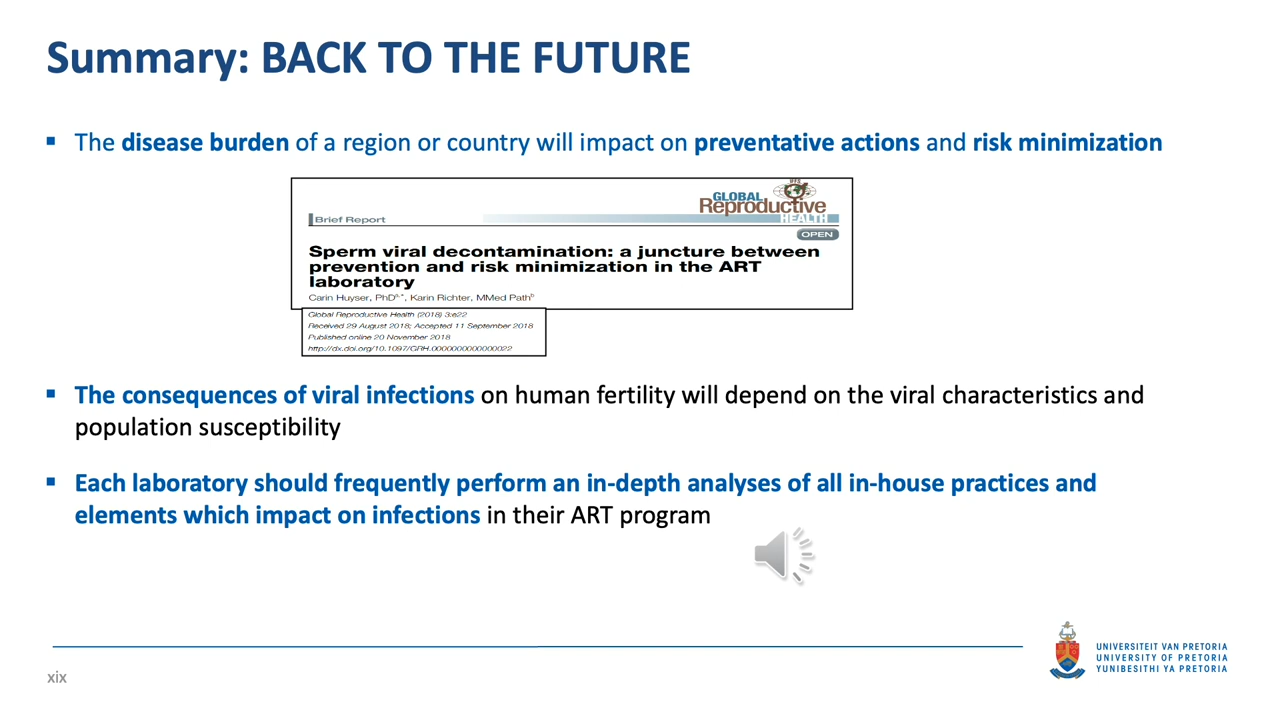 Summary: BACK TO THE FUTURE
▪ The disease burden of a region or country will impact on preventative actions and risk minimization
IFFS
GLOBAL
Reproductive
HEALTH
Brief Report
OPEN
Sperm viral decontamination: a juncture between
prevention and risk minimization in the ART
laboratory
Carin Huyser, PhDa,*, Karin Richter, MMed Pathb
Global Reproductive Health (2018) 3:e22
Received 29 August 2018; Accepted 11 September 2018
Published online 20 November 2018
http://dx.doi.org/10.1097/GRH.0000000000000022
▪ The consequences of viral infections on human fertility will depend on the viral characteristics and
population susceptibility
▪ Each laboratory should frequently perform an in-depth analyses of all in-house practices and
elements which impact on infections in their ART program
xix
UNIVERSITEIT VAN PRETORIA
UNIVERSITY OF PRETORIA
YUNIBESITHI YA PRETORIA